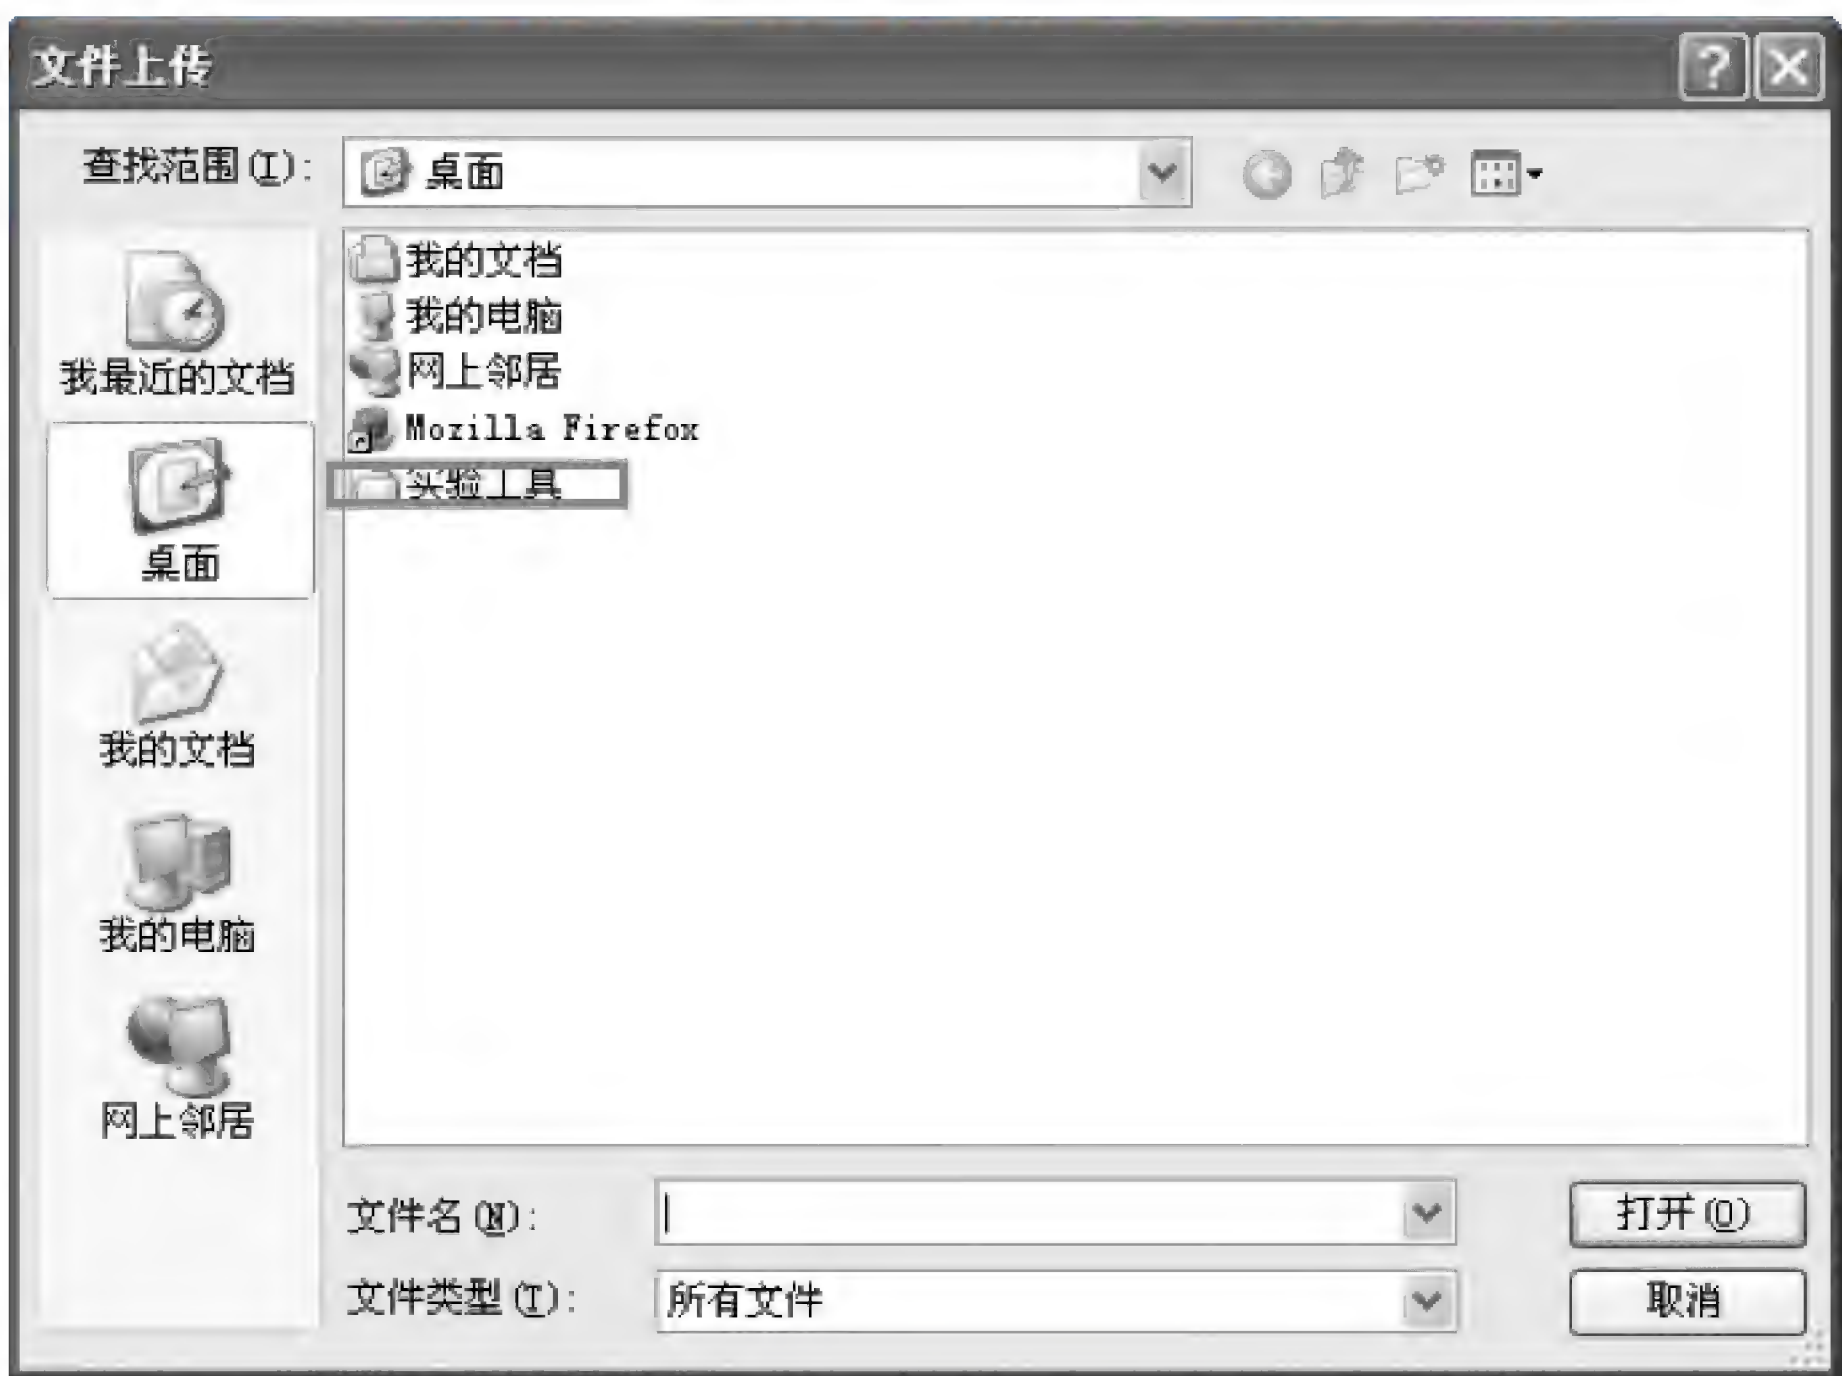 文件上传
查找范围(I):
桌面
我最近的文档
桌面
我的文档
我的电脑
网上邻居
我的文档
我的电脑
网上邻居
Mozilla Firefox
实验工具
文件名(N):
打开(O)
文件类型(T):
所有文件
取消